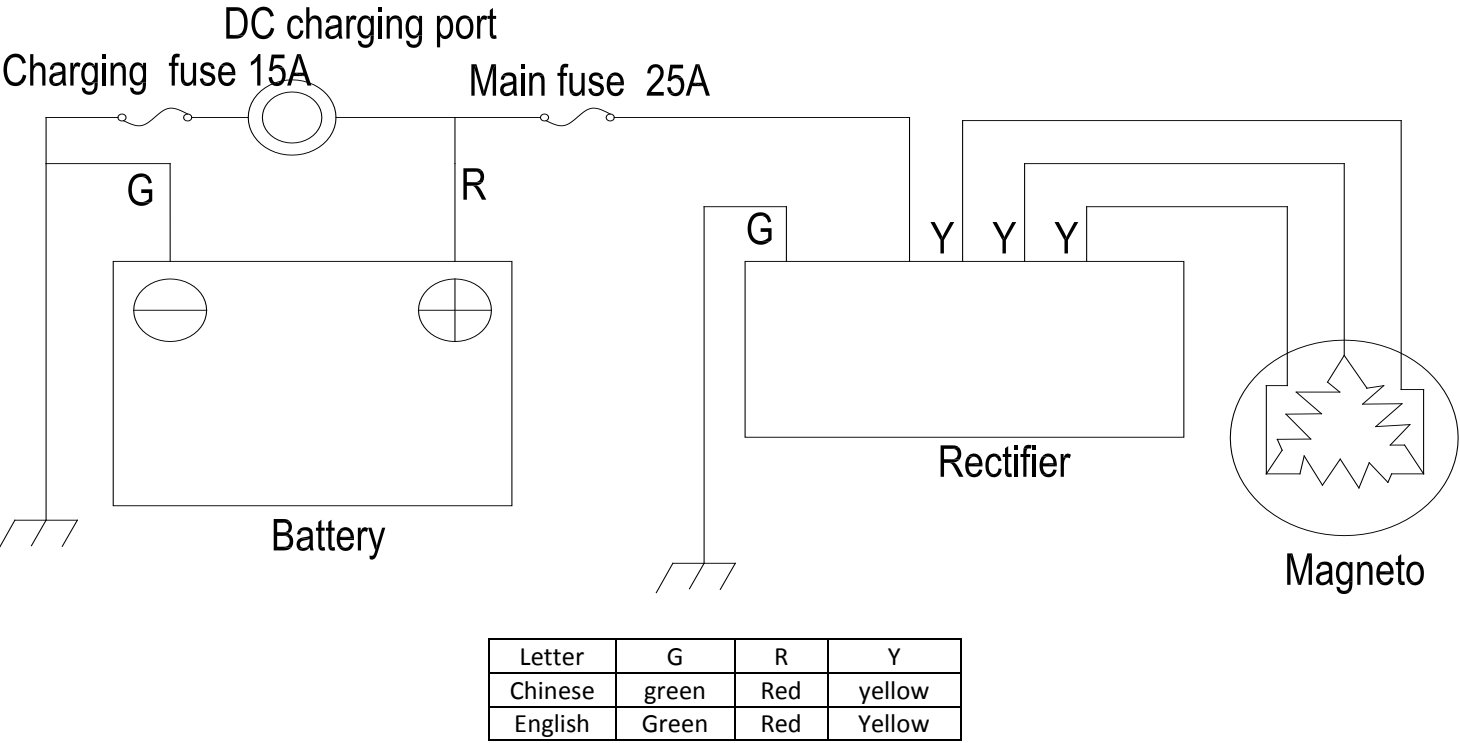 DC charging port
Charging fuse 15A
Main fuse 25A
G
R
G
Y Y Y
Rectifier
Battery
Magneto
Letter G R Y
Chinese green Red yellow
English Green Red Yellow